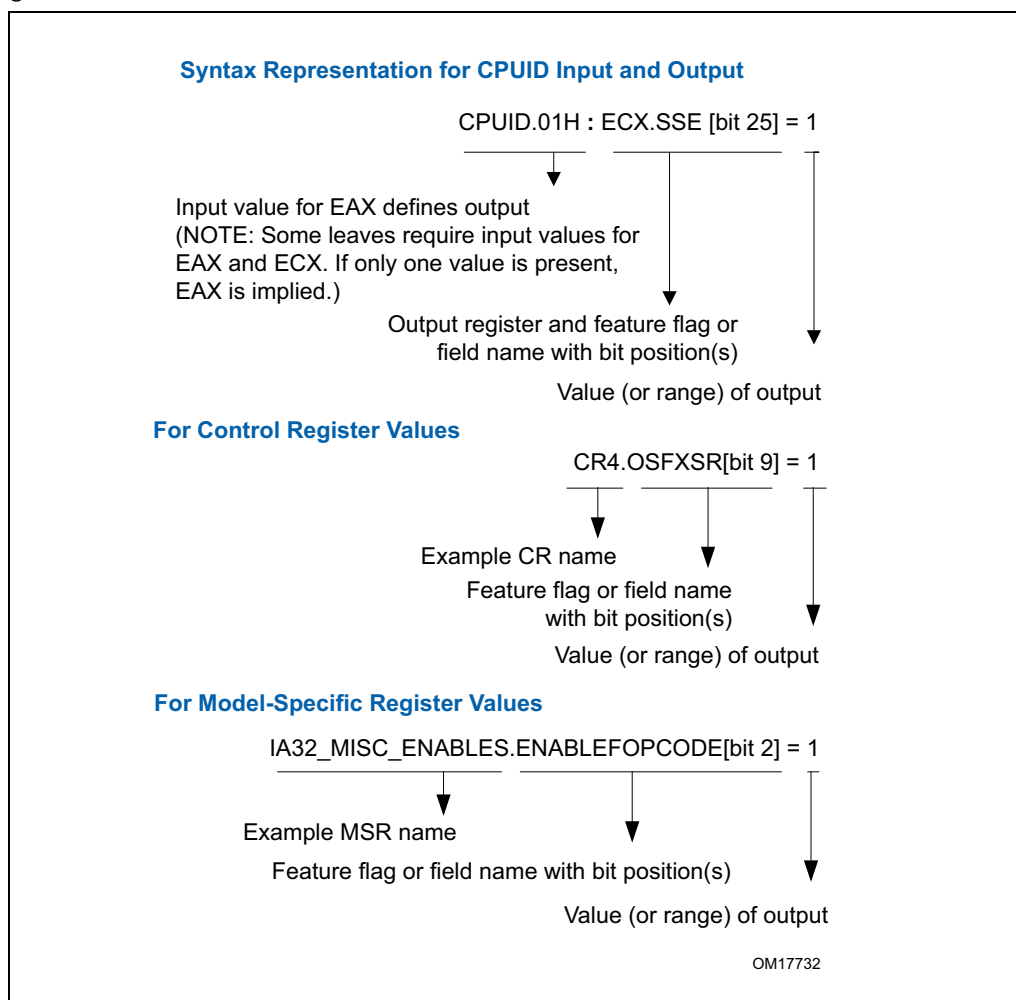 Syntax Representation for CPUID Input and Output
CPUID.01H : ECX.SSE [bit 25] = 1
Input value for EAX defines output
(NOTE: Some leaves require input values for
EAX and ECX. If only one value is present,
EAX is implied.)
Output register and feature flag or
field name with bit position(s)
Value (or range) of output
For Control Register Values
CR4.OSFXSR[bit 9] = 1
Example CR name
Feature flag or field name
with bit position(s)
Value (or range) of output
For Model-Specific Register Values
IA32_MISC_ENABLES.ENABLEFOPCODE[bit 2] = 1
Example MSR name
Feature flag or field name with bit position(s)
Value (or range) of output
OM17732